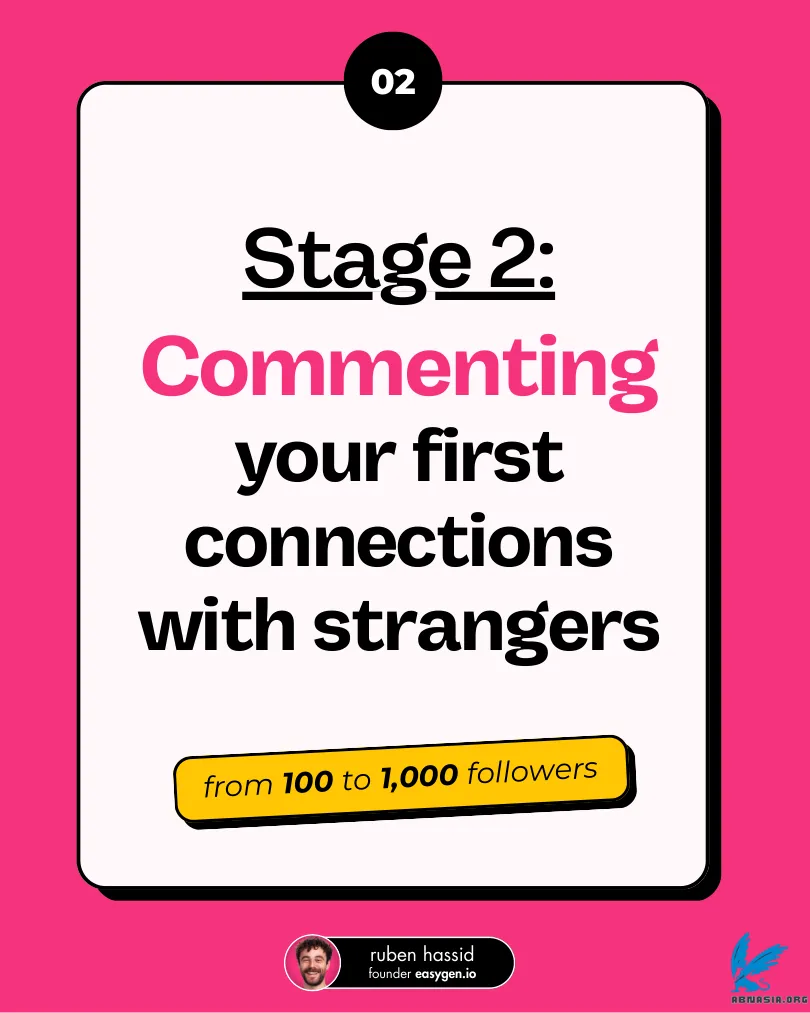 02
Stage 2:
Commenting
your first
connections
with strangers
from 100 to 1,000 followers
ruben hassid
founder easygen.io
ABNASIA.ORG